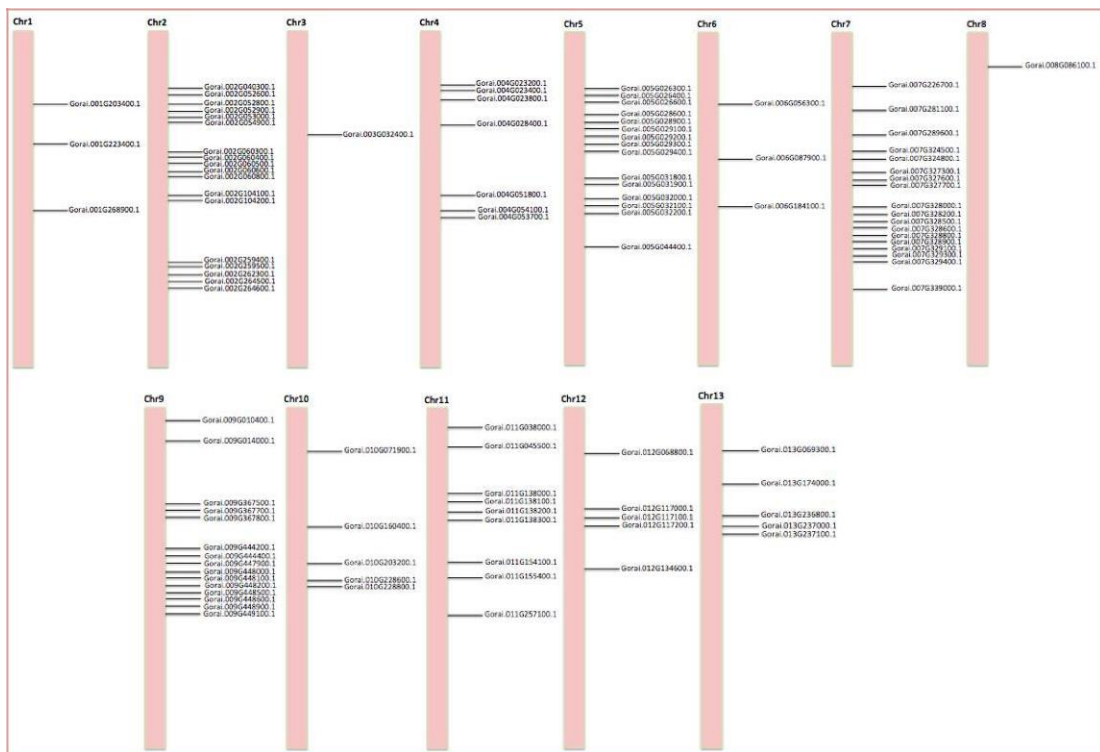 Chr1
Gorai.001G203400.1
Gorai.001G223400.1
Gorai.001G268900.1
Chr2
Gorai.002G040300.1
Gorai.002G052600.1
Gorai.002G052800.1
Gorai.002G052900.1
Gorai.002G053000.1
Gorai.002G054900.1
Gorai.002G060300.1
Gorai.002G060400.1
Gorai.002G060500.1
Gorai.002G060600.1
Gorai.002G060800.1
Gorai.002G104100.1
Gorai.002G104200.1
Gorai.002G259400.1
Gorai.002G259500.1
Gorai.002G262300.1
Gorai.002G264500.1
Gorai.002G264600.1
Chr3
Gorai.003G032400.1
Chr4
Gorai.004G023200.1
Gorai.004G023400.1
Gorai.004G023800.1
Gorai.004G028400.1
Gorai.004G051800.1
Gorai.004G054100.1
Gorai.004G053700.1
Chr5
Gorai.005G026300.1
Gorai.005G026400.1
Gorai.005G026600.1
Gorai.005G028600.1
Gorai.005G028900.1
Gorai.005G029100.1
Gorai.005G029200.1
Gorai.005G029300.1
Gorai.005G029400.1
Gorai.005G031800.1
Gorai.005G031900.1
Gorai.005G032000.1
Gorai.005G032100.1
Gorai.005G032200.1
Gorai.005G044400.1
Chr6
Gorai.006G056300.1
Gorai.006G087900.1
Gorai.006G184100.1
Chr7
Gorai.007G226700.1
Gorai.007G281100.1
Gorai.007G289600.1
Gorai.007G324500.1
Gorai.007G324800.1
Gorai.007G327300.1
Gorai.007G327600.1
Gorai.007G327700.1
Gorai.007G328000.1
Gorai.007G328200.1
Gorai.007G328500.1
Gorai.007G328600.1
Gorai.007G328800.1
Gorai.007G328900.1
Gorai.007G329100.1
Gorai.007G329300.1
Gorai.007G329400.1
Gorai.007G339000.1
Chr8
Gorai.008G086100.1
Chr9
Gorai.009G010400.1
Gorai.009G014000.1
Gorai.009G367500.1
Gorai.009G367700.1
Gorai.009G367800.1
Gorai.009G444200.1
Gorai.009G444400.1
Gorai.009G447900.1
Gorai.009G448000.1
Gorai.009G448100.1
Gorai.009G448200.1
Gorai.009G448500.1
Gorai.009G448600.1
Gorai.009G448900.1
Gorai.009G449100.1
Chr10
Gorai.010G071900.1
Gorai.010G160400.1
Gorai.010G203200.1
Gorai.010G228600.1
Gorai.010G228800.1
Chr11
Gorai.011G038000.1
Gorai.011G045500.1
Gorai.011G138000.1
Gorai.011G138100.1
Gorai.011G138200.1
Gorai.011G138300.1
Gorai.011G154100.1
Gorai.011G155400.1
Gorai.011G257100.1
Chr12
Gorai.012G068800.1
Gorai.012G117000.1
Gorai.012G117100.1
Gorai.012G117200.1
Gorai.012G134600.1
Chr13
Gorai.013G069300.1
Gorai.013G174000.1
Gorai.013G236800.1
Gorai.013G237000.1
Gorai.013G237100.1